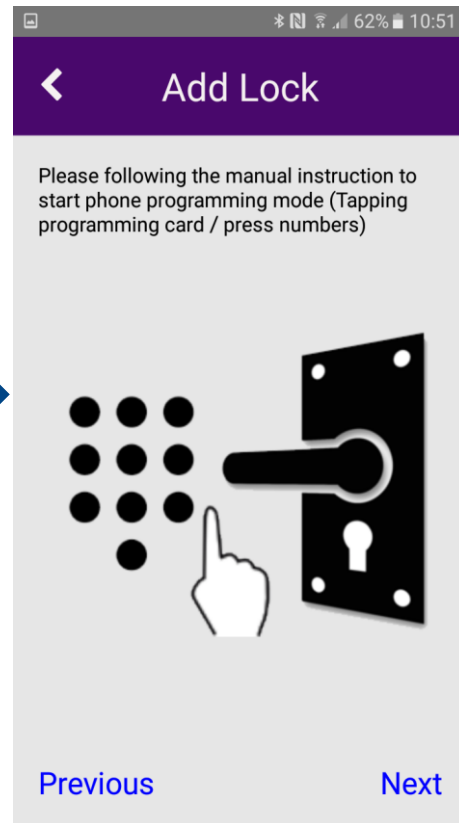 62% 10:51
Add Lock
Please following the manual instruction to
start phone programming mode (Tapping
programming card / press numbers)
Previous Next